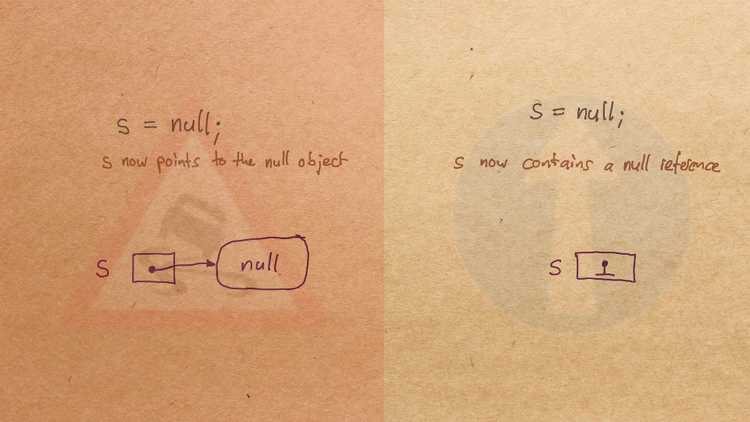 s = null;
s now points to the null object
S
null
s = null;
s now contains a null reference
S